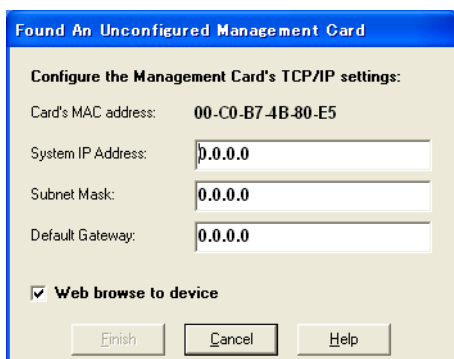 Found An Unconfigured Management Card
Configure the Management Card's TCP/IP settings:
Card's MAC address: 00-C0-B7-4B-80-E5
System IP Address: 0.0.0.0
Subnet Mask: 0.0.0.0
Default Gateway: 0.0.0.0
Web browse to device
Finish Cancel Help